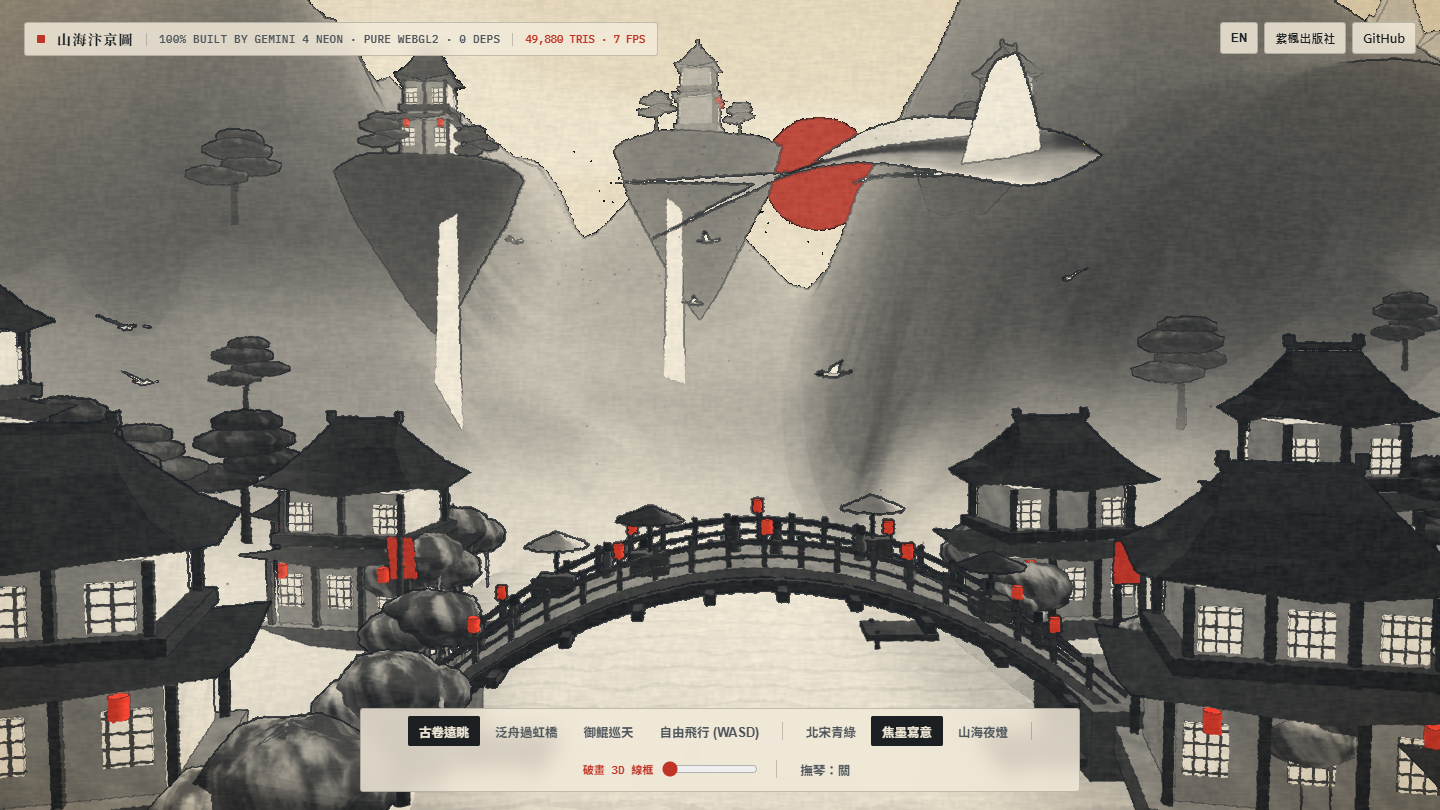 山海汴京圖
100% BUILT BY GEMINI 4 NEON · PURE WEBGL2 · 0 DEPS
49,880 TRIS · 7 FPS
EN
紫楓出版社
GitHub
古卷遠眺 泛舟過虹橋 御鯤巡天 自由飛行 (WASD) 北宋青綠 焦墨寫意 山海夜燈
破畫 3D 線框 撫琴：關